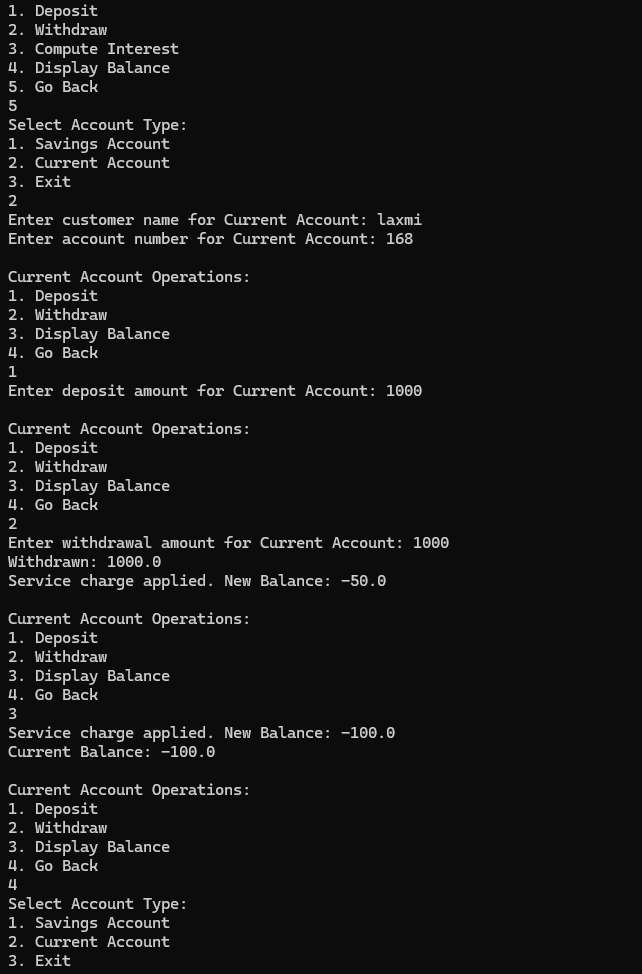 1. Deposit
2. Withdraw
3. Compute Interest
4. Display Balance
5. Go Back
5
Select Account Type:
1. Savings Account
2. Current Account
3. Exit
2
Enter customer name for Current Account: laxmi
Enter account number for Current Account: 168
Current Account Operations:
1. Deposit
2. Withdraw
3. Display Balance
4. Go Back
1
Enter deposit amount for Current Account: 1000
Current Account Operations:
1. Deposit
2. Withdraw
3. Display Balance
4. Go Back
2
Enter withdrawal amount for Current Account: 1000
Withdrawn: 1000.0
Service charge applied. New Balance: -50.0
Current Account Operations:
1. Deposit
2. Withdraw
3. Display Balance
4. Go Back
3
Service charge applied. New Balance: -100.0
Current Balance: -100.0
Current Account Operations:
1. Deposit
2. Withdraw
3. Display Balance
4. Go Back
4
Select Account Type:
1. Savings Account
2. Current Account
3. Exit